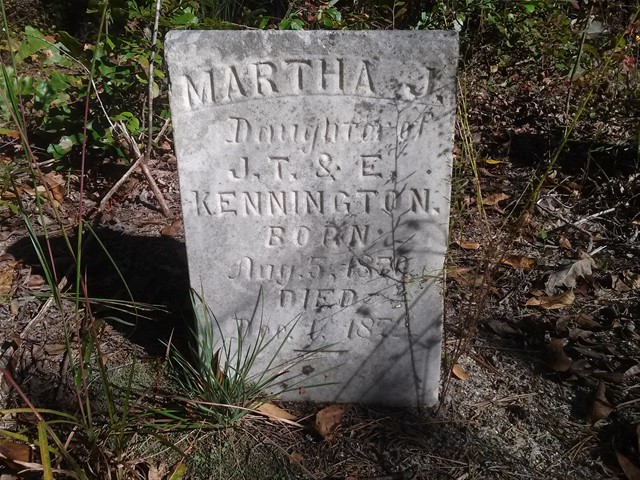 MARTHA J.
Daughter of
J. T. & E.
KENNINGTON.
BORN
Aug. 5,
DIED